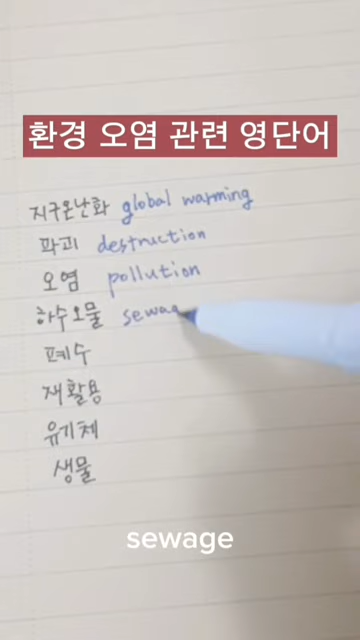 환경 오염 관련 영단어
지구온난화 global warming
파괴 destruction
오염 pollution
하수오물 sewag
폐수
재활용
유기체
생물
sewage